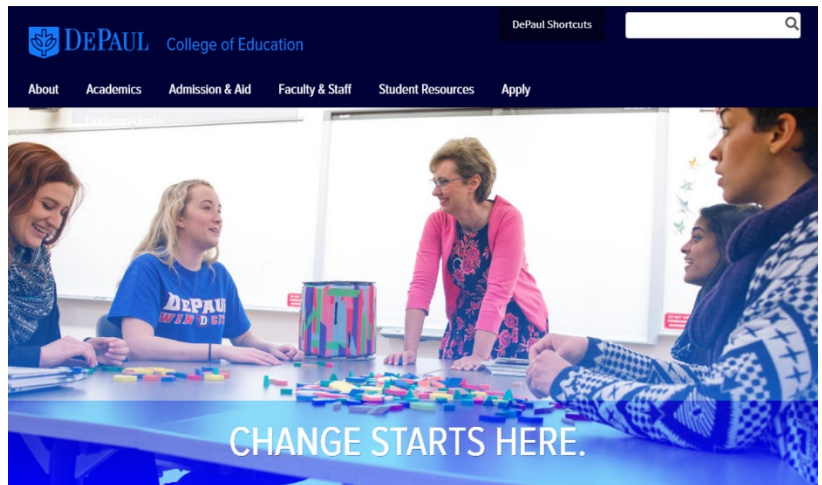 DePaul Shortcuts
DEPAUL College of Education
About Academics Admission & Aid Faculty & Staff Student Resources Apply
Undergraduate
DEPAUL
CHANGE STARTS HERE.